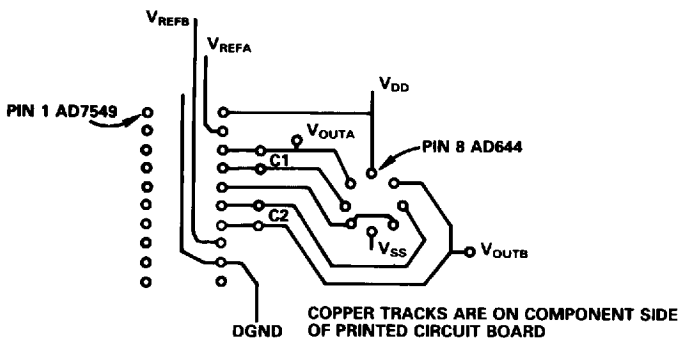 VREFB
VREFA
VDD
PIN 1 AD7549
VOUTA
PIN 8 AD644
C1
C2
VSS
VOUTB
DGND
COPPER TRACKS ARE ON COMPONENT SIDE
OF PRINTED CIRCUIT BOARD